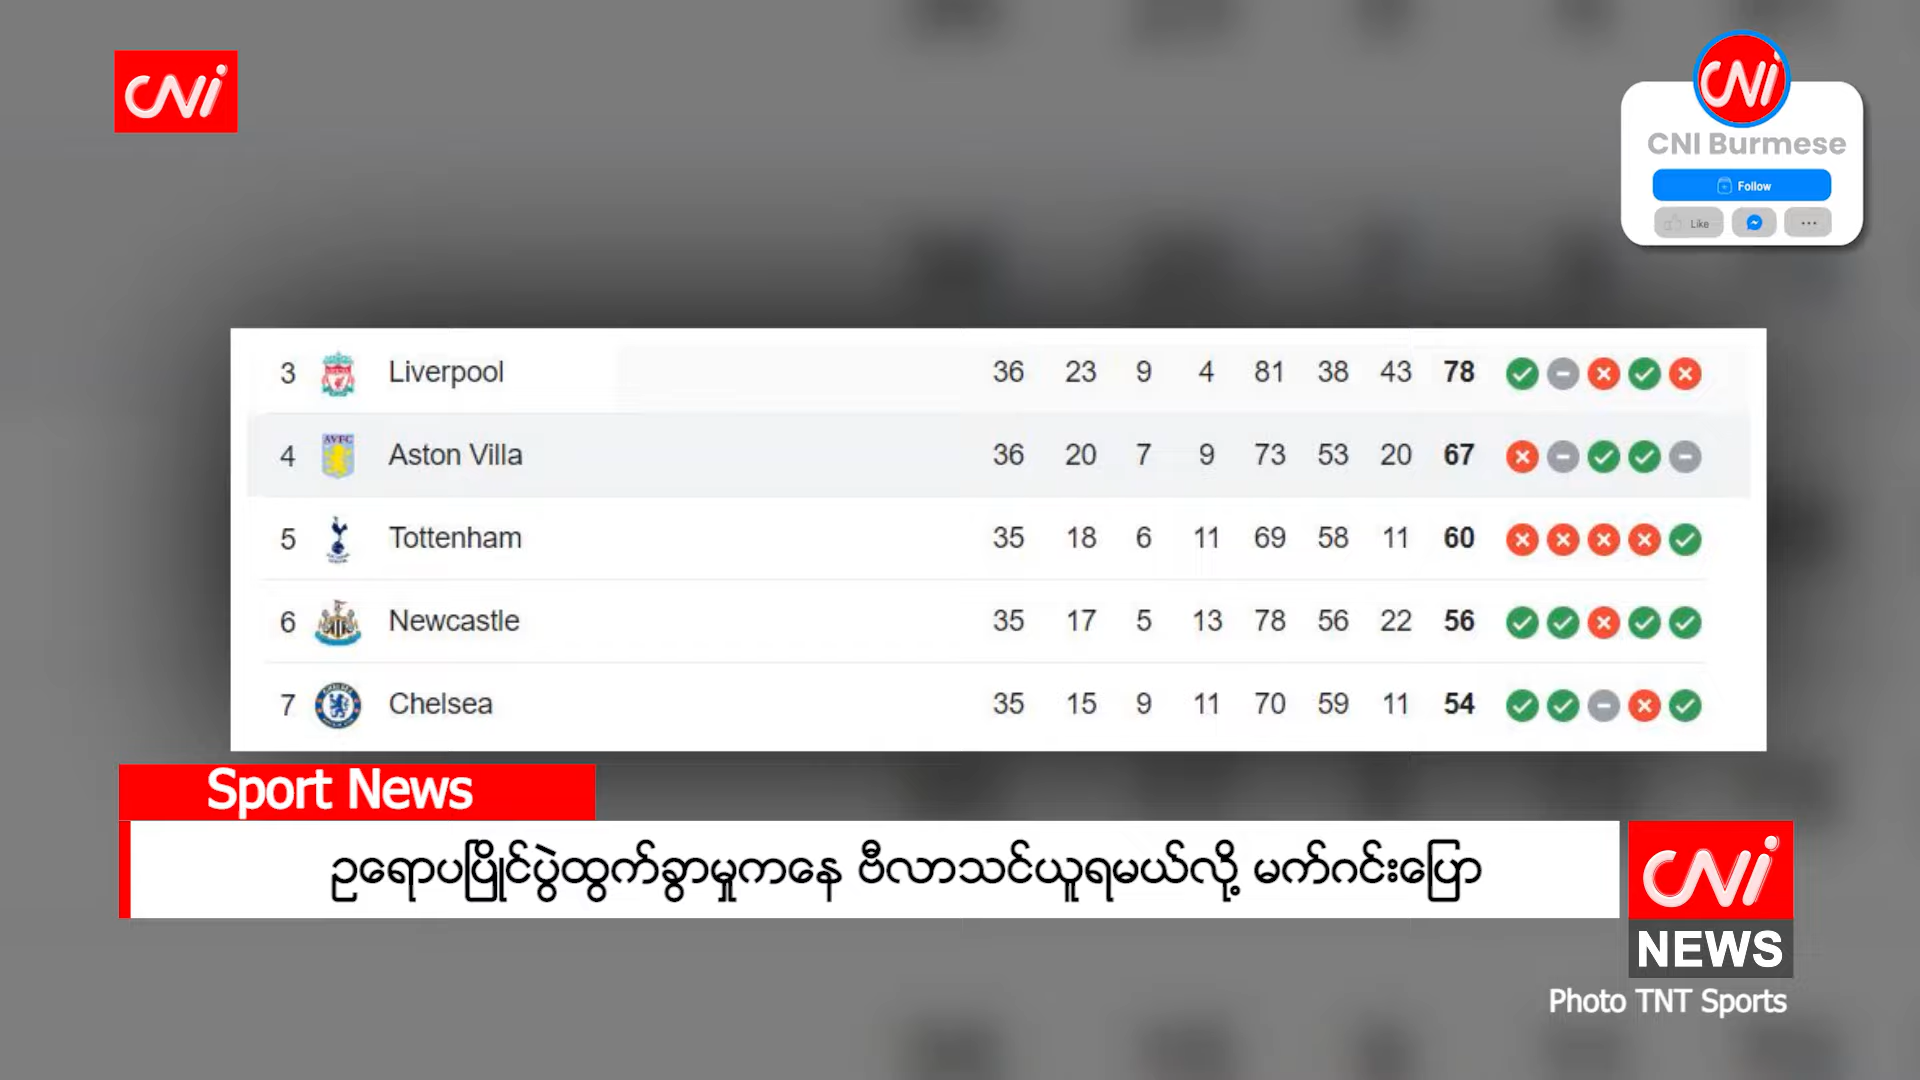 CNi
CNi
CNI Burmese
Follow
Like
3 Liverpool 36 23 9 4 81 38 43 78
AVFC
4 Aston Villa 36 20 7 9 73 53 20 67
5 Tottenham 35 18 6 11 69 58 11 60
6 Newcastle 35 17 5 13 78 56 22 56
7 Chelsea 35 15 9 11 70 59 11 54
Sport News
ဥရောပပြိုင်ပွဲထွက်ခွာမှုကနေ ဗီလာသင်ယူရမယ်လို့ မက်ဂင်းပြော
CNi
NEWS
Photo TNT Sports